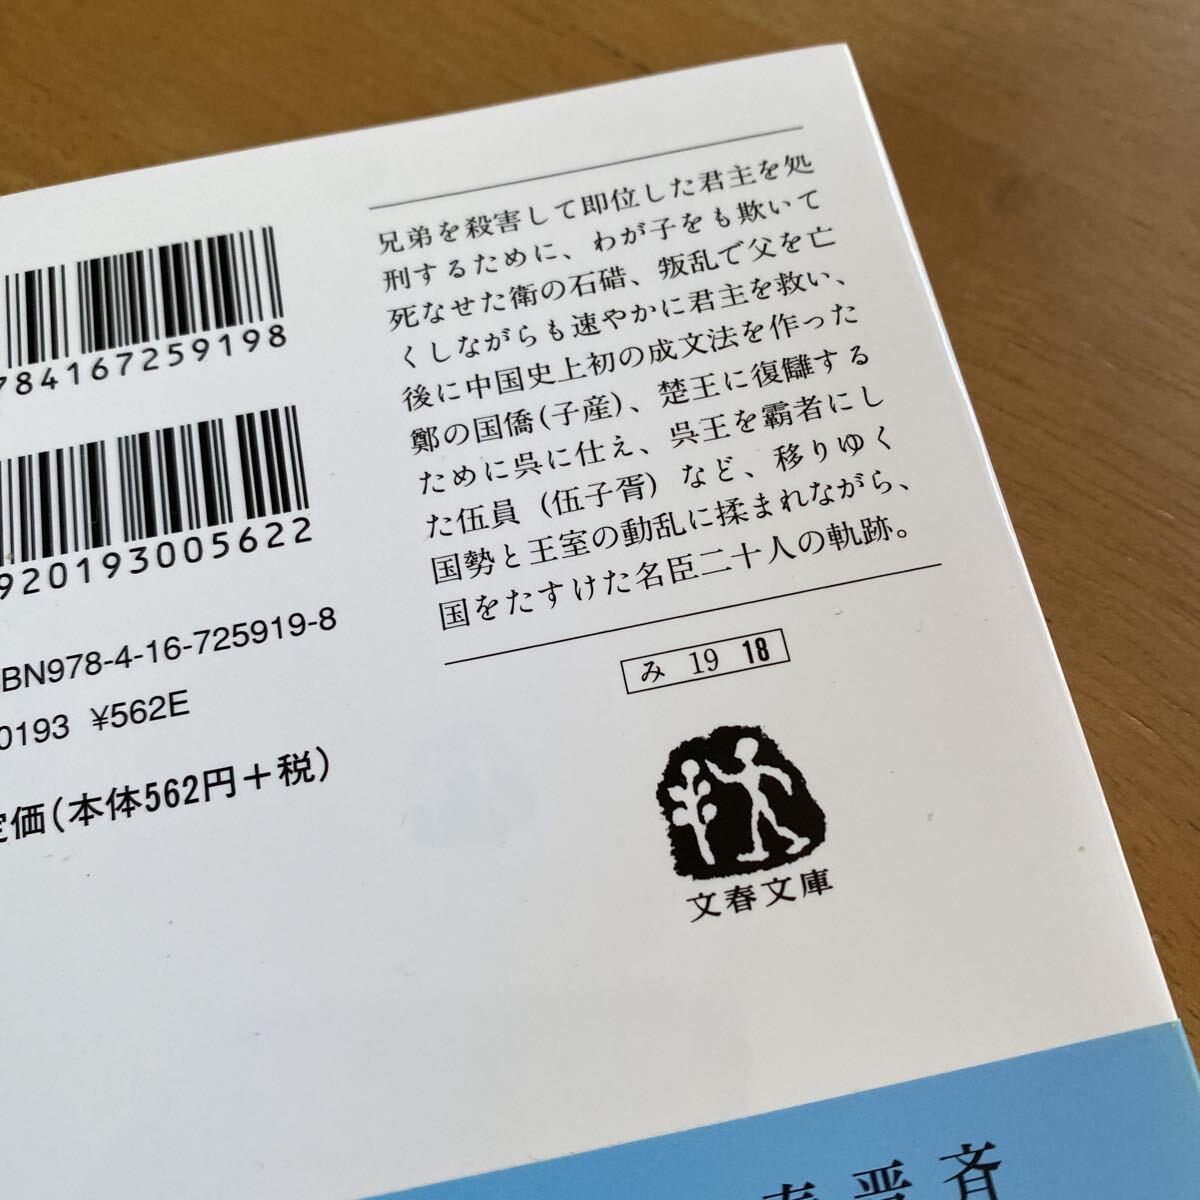 兄弟を殺害して即位した君主を処
刑するために、わが子をも欺いて
死なせた衛の石碏、叛乱で父を亡
くしながらも速やかに君主を救い、
後に中国史上初の成文法を作った
鄭の国僑(子産)、楚王に復讎する
ために呉に仕え、呉王を覇者にし
た伍員(伍子胥)など、移りゆく
国勢と王室の動乱に揉まれながら、
国をたすけた名臣二十人の軌跡。
784167259198
920193005622
BN978-4-16-725919-8
0193 ¥562E
定価(本体562円+税)
み 19 18
文春文庫
晋 斉